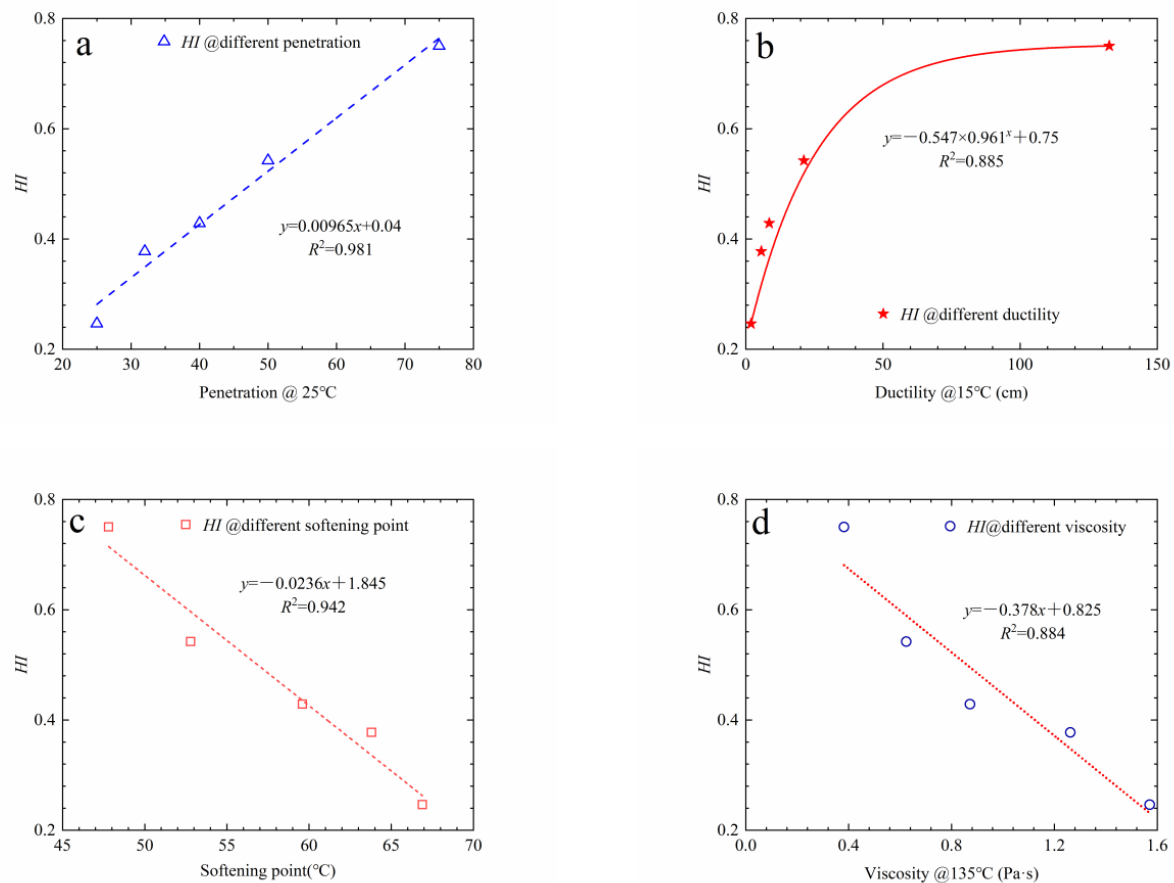 a
HI @different penetration
y=0.00965x+0.04
R²=0.981
0.8
0.6
0.4
0.2
HI
20 30 40 50 60 70 80
Penetration @ 25℃
b
y=－0.547×0.961ˣ＋0.75
R²=0.885
HI @different ductility
0.8
0.6
0.4
0.2
HI
0 50 100 150
Ductility @15℃ (cm)
c
HI @different softening point
y=－0.0236x＋1.845
R²=0.942
0.8
0.6
0.4
0.2
HI
45 50 55 60 65 70
Softening point(℃)
d
HI@different viscosity
y=－0.378x＋0.825
R²=0.884
0.8
0.6
0.4
0.2
HI
0.0 0.4 0.8 1.2 1.6
Viscosity @135℃ (Pa·s)